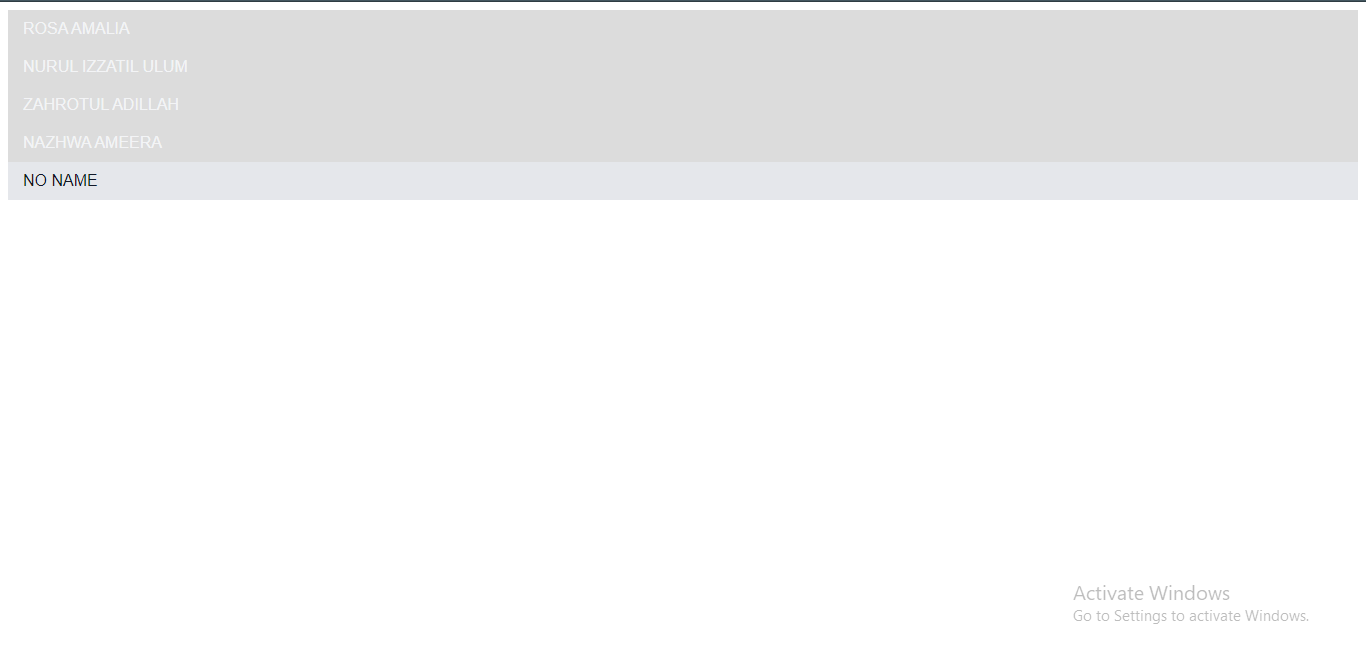 ROSA AMALIA
NURUL IZZATIL ULUM
ZAHROTUL ADILLAH
NAZHWA AMEERA
NO NAME
Activate Windows
Go to Settings to activate Windows.